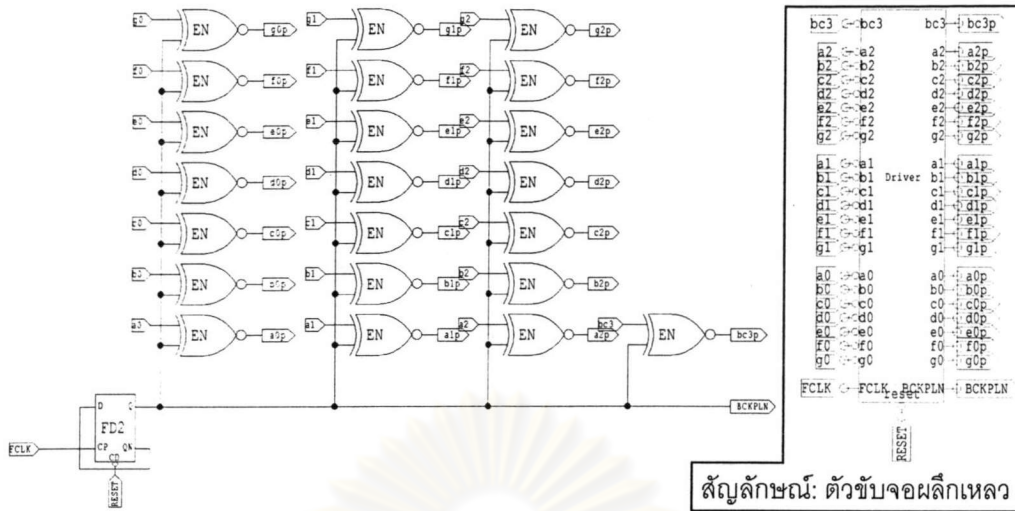 g0 EN g0p g1 EN g1p g2 EN g2p
f0 EN f0p f1 EN f1p f2 EN f2p
e0 EN e0p e1 EN e1p e2 EN e2p
d0 EN d0p d1 EN d1p d2 EN d2p
c0 EN c0p c1 EN c1p c2 EN c2p
b0 EN b0p b1 EN b1p b2 EN b2p
EN a0p EN a1p a2 EN a2p bc3 EN bc3p
D Q BCKPLN
FD2
FCLK CP QN
CD
RESET
bc3 bc3 bc3 bc3p
a2 a2 a2 a2p
b2 b2 b2 b2p
c2 c2 c2 c2p
d2 d2 d2 d2p
e2 e2 e2 e2p
f2 f2 f2 f2p
g2 g2 g2 g2p
a1 a1 a1 a1p
b1 b1 Driver b1 b1p
c1 c1 c1 c1p
d1 d1 d1 d1p
e1 e1 e1 e1p
f1 f1 f1 f1p
g1 g1 g1 g1p
a0 a0 a0 a0p
b0 b0 b0 b0p
c0 c0 c0 c0p
d0 d0 d0 d0p
e0 e0 e0 e0p
f0 f0 f0 f0p
g0 g0 g0 g0p
FCLK FCLK BCKPLN BCKPLN
reset
RESET
สัญลักษณ์: ตัวขับจอผลึกเหลว